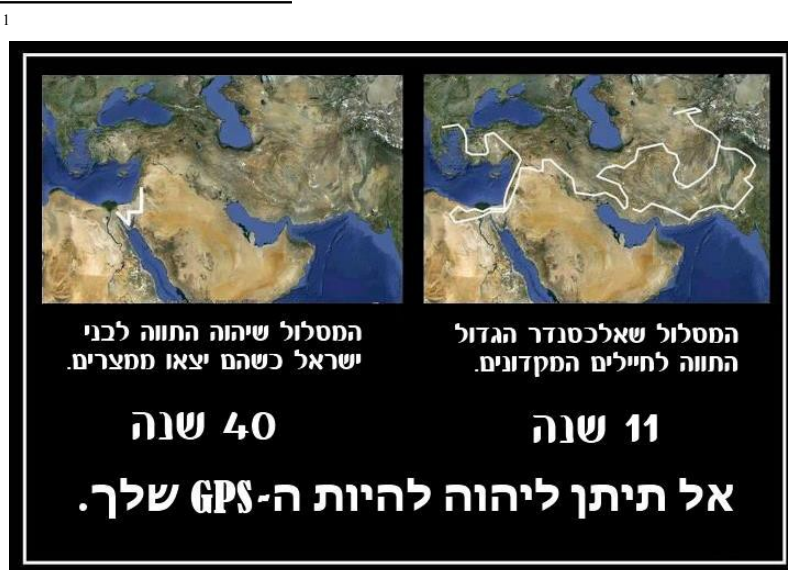 1
המסלול שאלכסנדר הגדול
התווה לחיילים המקדונים.
11 שנה
המסלול שיהוה התווה לבני
ישראל כשהם יצאו ממצרים.
40 שנה
אל תיתן ליהוה להיות ה-GPS שלך.